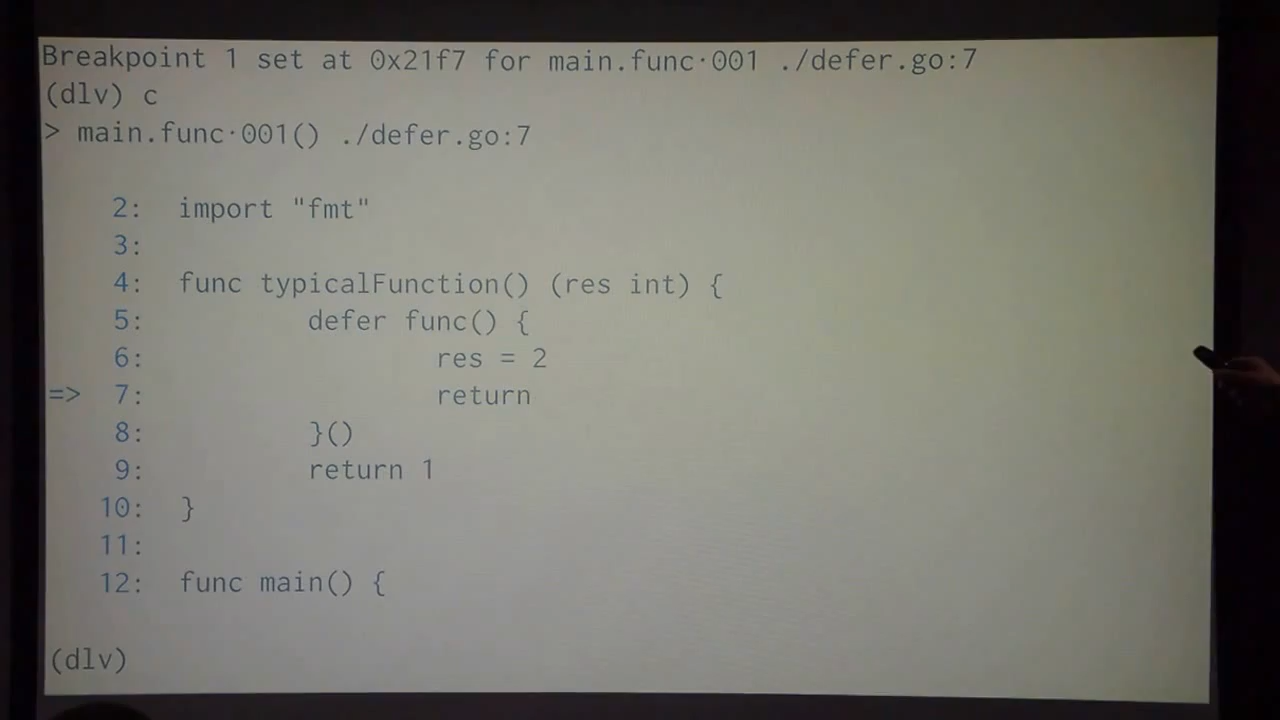 Breakpoint 1 set at 0x21f7 for main.func·001 ./defer.go:7
(dlv) c
> main.func·001() ./defer.go:7
2: import "fmt"
3:
4: func typicalFunction() (res int) {
5: defer func() {
6: res = 2
=> 7: return
8: }()
9: return 1
10: }
11:
12: func main() {
(dlv)